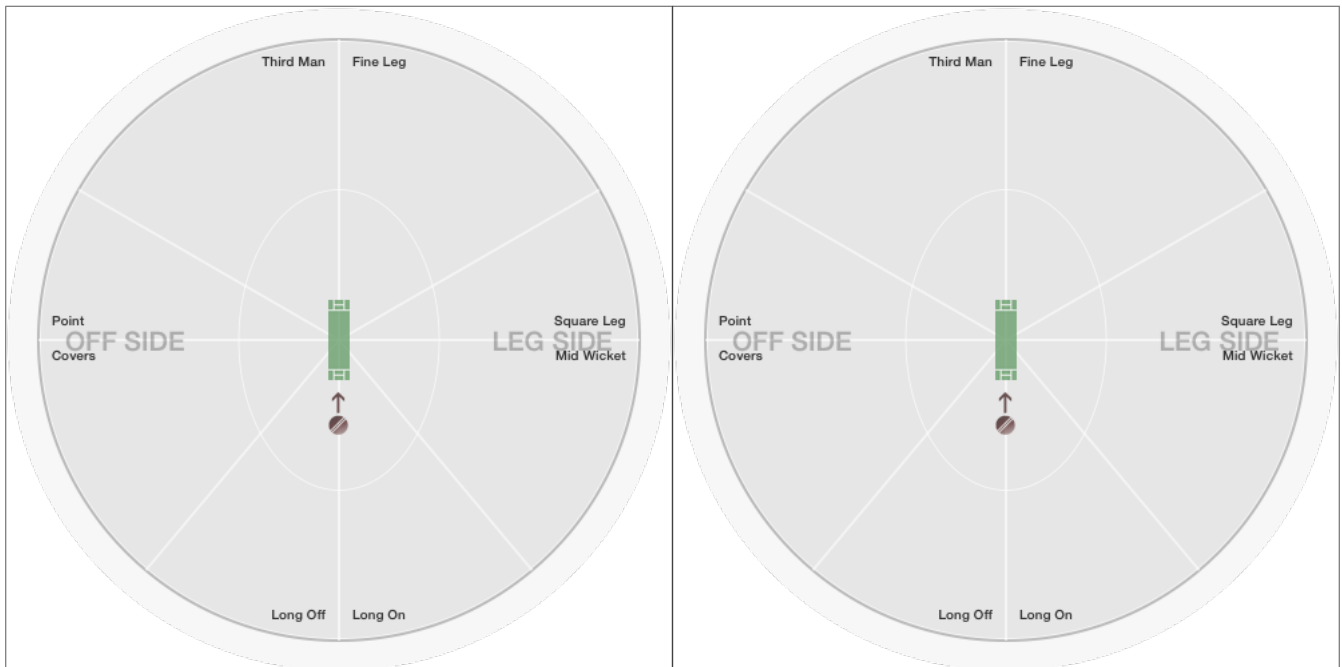 Third Man Fine Leg
Point Square Leg
OFF SIDE LEG SIDE
Covers Mid Wicket
Long Off Long On
Third Man Fine Leg
Point Square Leg
OFF SIDE LEG SIDE
Covers Mid Wicket
Long Off Long On